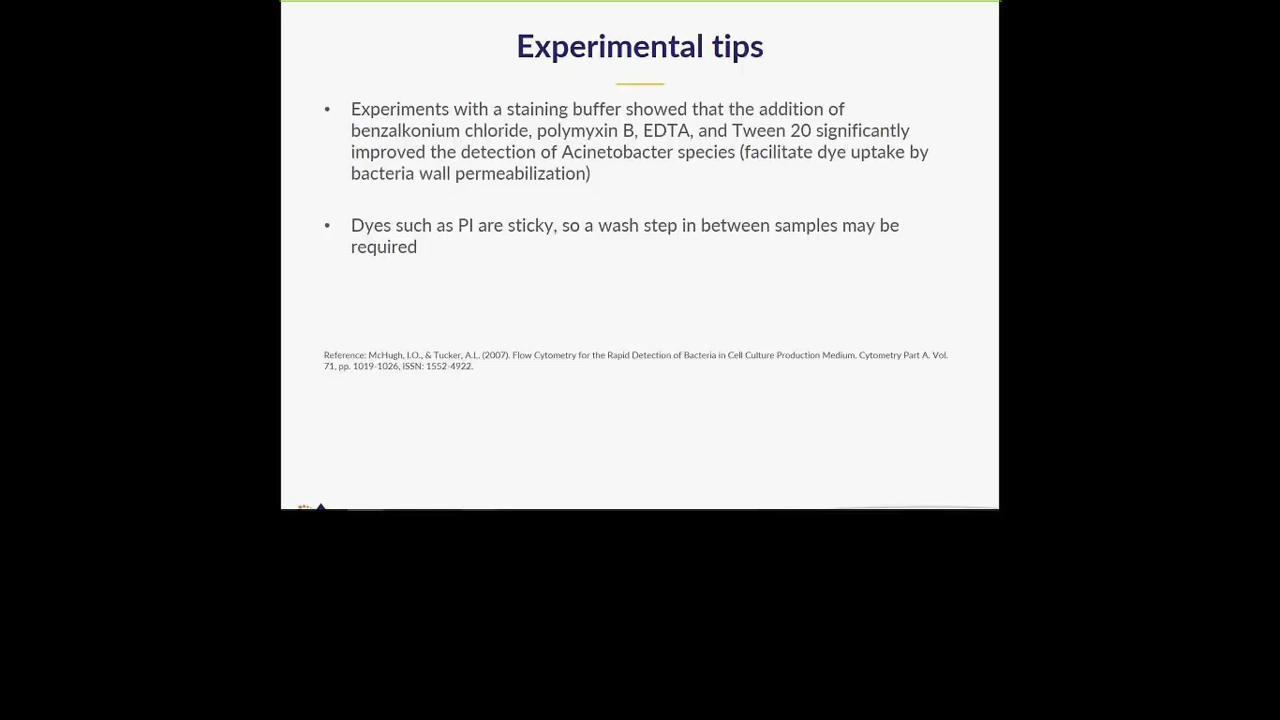 Experimental tips
• Experiments with a staining buffer showed that the addition of
benzalkonium chloride, polymyxin B, EDTA, and Tween 20 significantly
improved the detection of Acinetobacter species (facilitate dye uptake by
bacteria wall permeabilization)
• Dyes such as PI are sticky, so a wash step in between samples may be
required
Reference: McHugh, I.O., & Tucker, A.L. (2007). Flow Cytometry for the Rapid Detection of Bacteria in Cell Culture Production Medium. Cytometry Part A. Vol.
71, pp. 1019-1026, ISSN: 1552-4922.